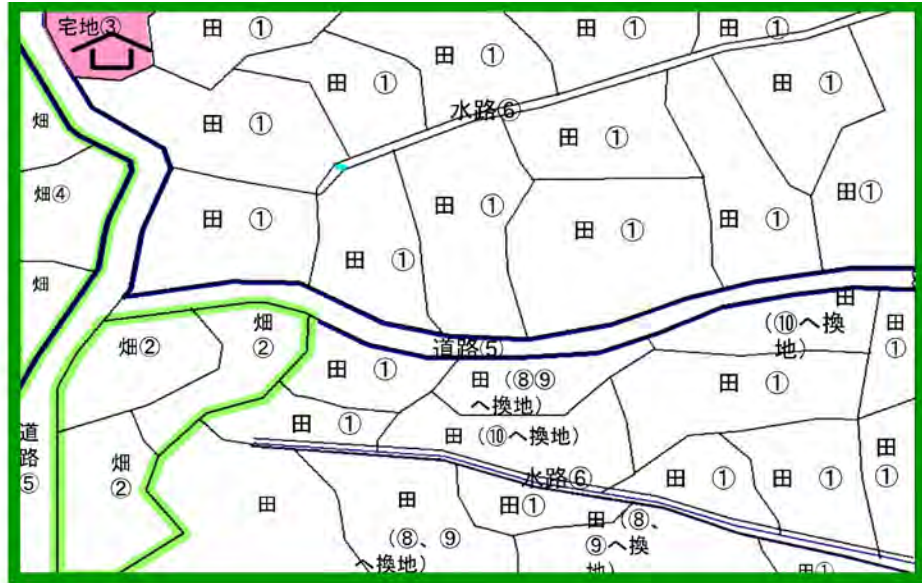 宅地③
田 ①
田 ①
田 ①
田 ①
田 ①
田 ①
田 ①
水路⑥
畑
田 ①
田 ①
畑④
田①
田 ①
田 ①
田 ①
田 ①
田 ①
畑
田
(⑩へ換
地)
畑
②
田
①
畑②
道路⑸
田 ①
田 (⑧⑨
へ換地)
田 ①
田 ①
田 (⑩へ換地)
道
路
⑤
畑
②
田
①
水路⑥
田 ①
田 ①
田
田
(⑧、⑨
へ換地)
田①
田 (⑧、
⑨へ換
地)
田①